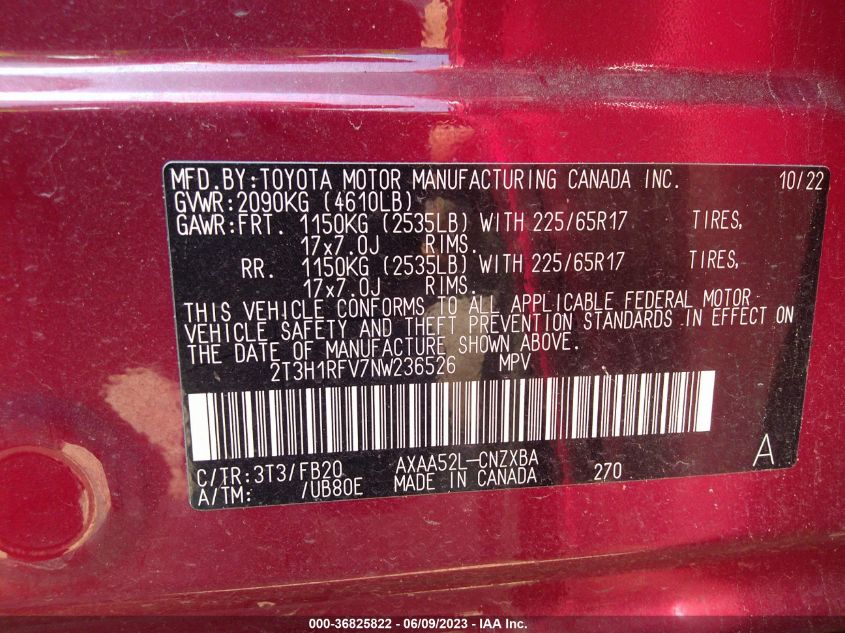 MFD.BY:TOYOTA MOTOR MANUFACTURING CANADA INC. 10/22
GVWR:2090KG (4610LB)
GAWR:FRT. 1150KG (2535LB) WITH 225/65R17 TIRES,
17x7.0J RIMS.
RR. 1150KG (2535LB) WITH 225/65R17 TIRES,
17x7.0J RIMS.
THIS VEHICLE CONFORMS TO ALL APPLICABLE FEDERAL MOTOR
VEHICLE SAFETY AND THEFT PREVENTION STANDARDS IN EFFECT ON
THE DATE OF MANUFACTURE SHOWN ABOVE.
2T3H1RFV7NW236526 MPV
C/TR:3T3/FB20 AXAA52L-CNZXBA A
A/TM: /UB80E MADE IN CANADA 270
000-36825822 - 06/09/2023 - IAA Inc.